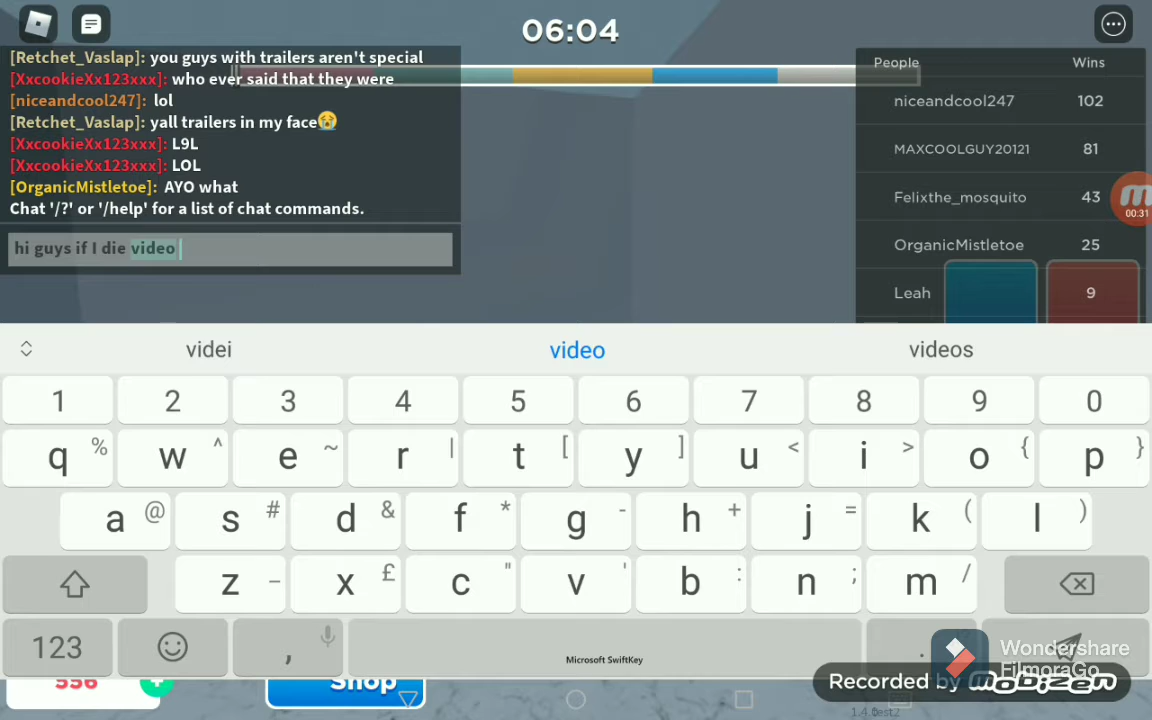 06:04
[Retchet_Vaslap]: you guys with trailers aren't special
[XxcookieXx123xxx]: who ever said that they were
[niceandcool247]: lol
[Retchet_Vaslap]: yall trailers in my face😭
[XxcookieXx123xxx]: L9L
[XxcookieXx123xxx]: LOL
[OrganicMistletoe]: AYO what
Chat '/?' or '/help' for a list of chat commands.
hi guys if I die video
People Wins
niceandcool247 102
MAXCOOLGUY20121 81
Felixthe_mosquito 43
OrganicMistletoe 25
Leah 9
00:31
videi video videos
1 2 3 4 5 6 7 8 9 0
q % w ^ e ~ r | t [ y ] u < i > o { p }
a @ s # d & f * g - h + j = k ( l )
z _ x £ c " v ' b : n ; m /
123 , Microsoft SwiftKey .
Wondershare
FilmoraGo
Recorded by mobizen
556 Shop